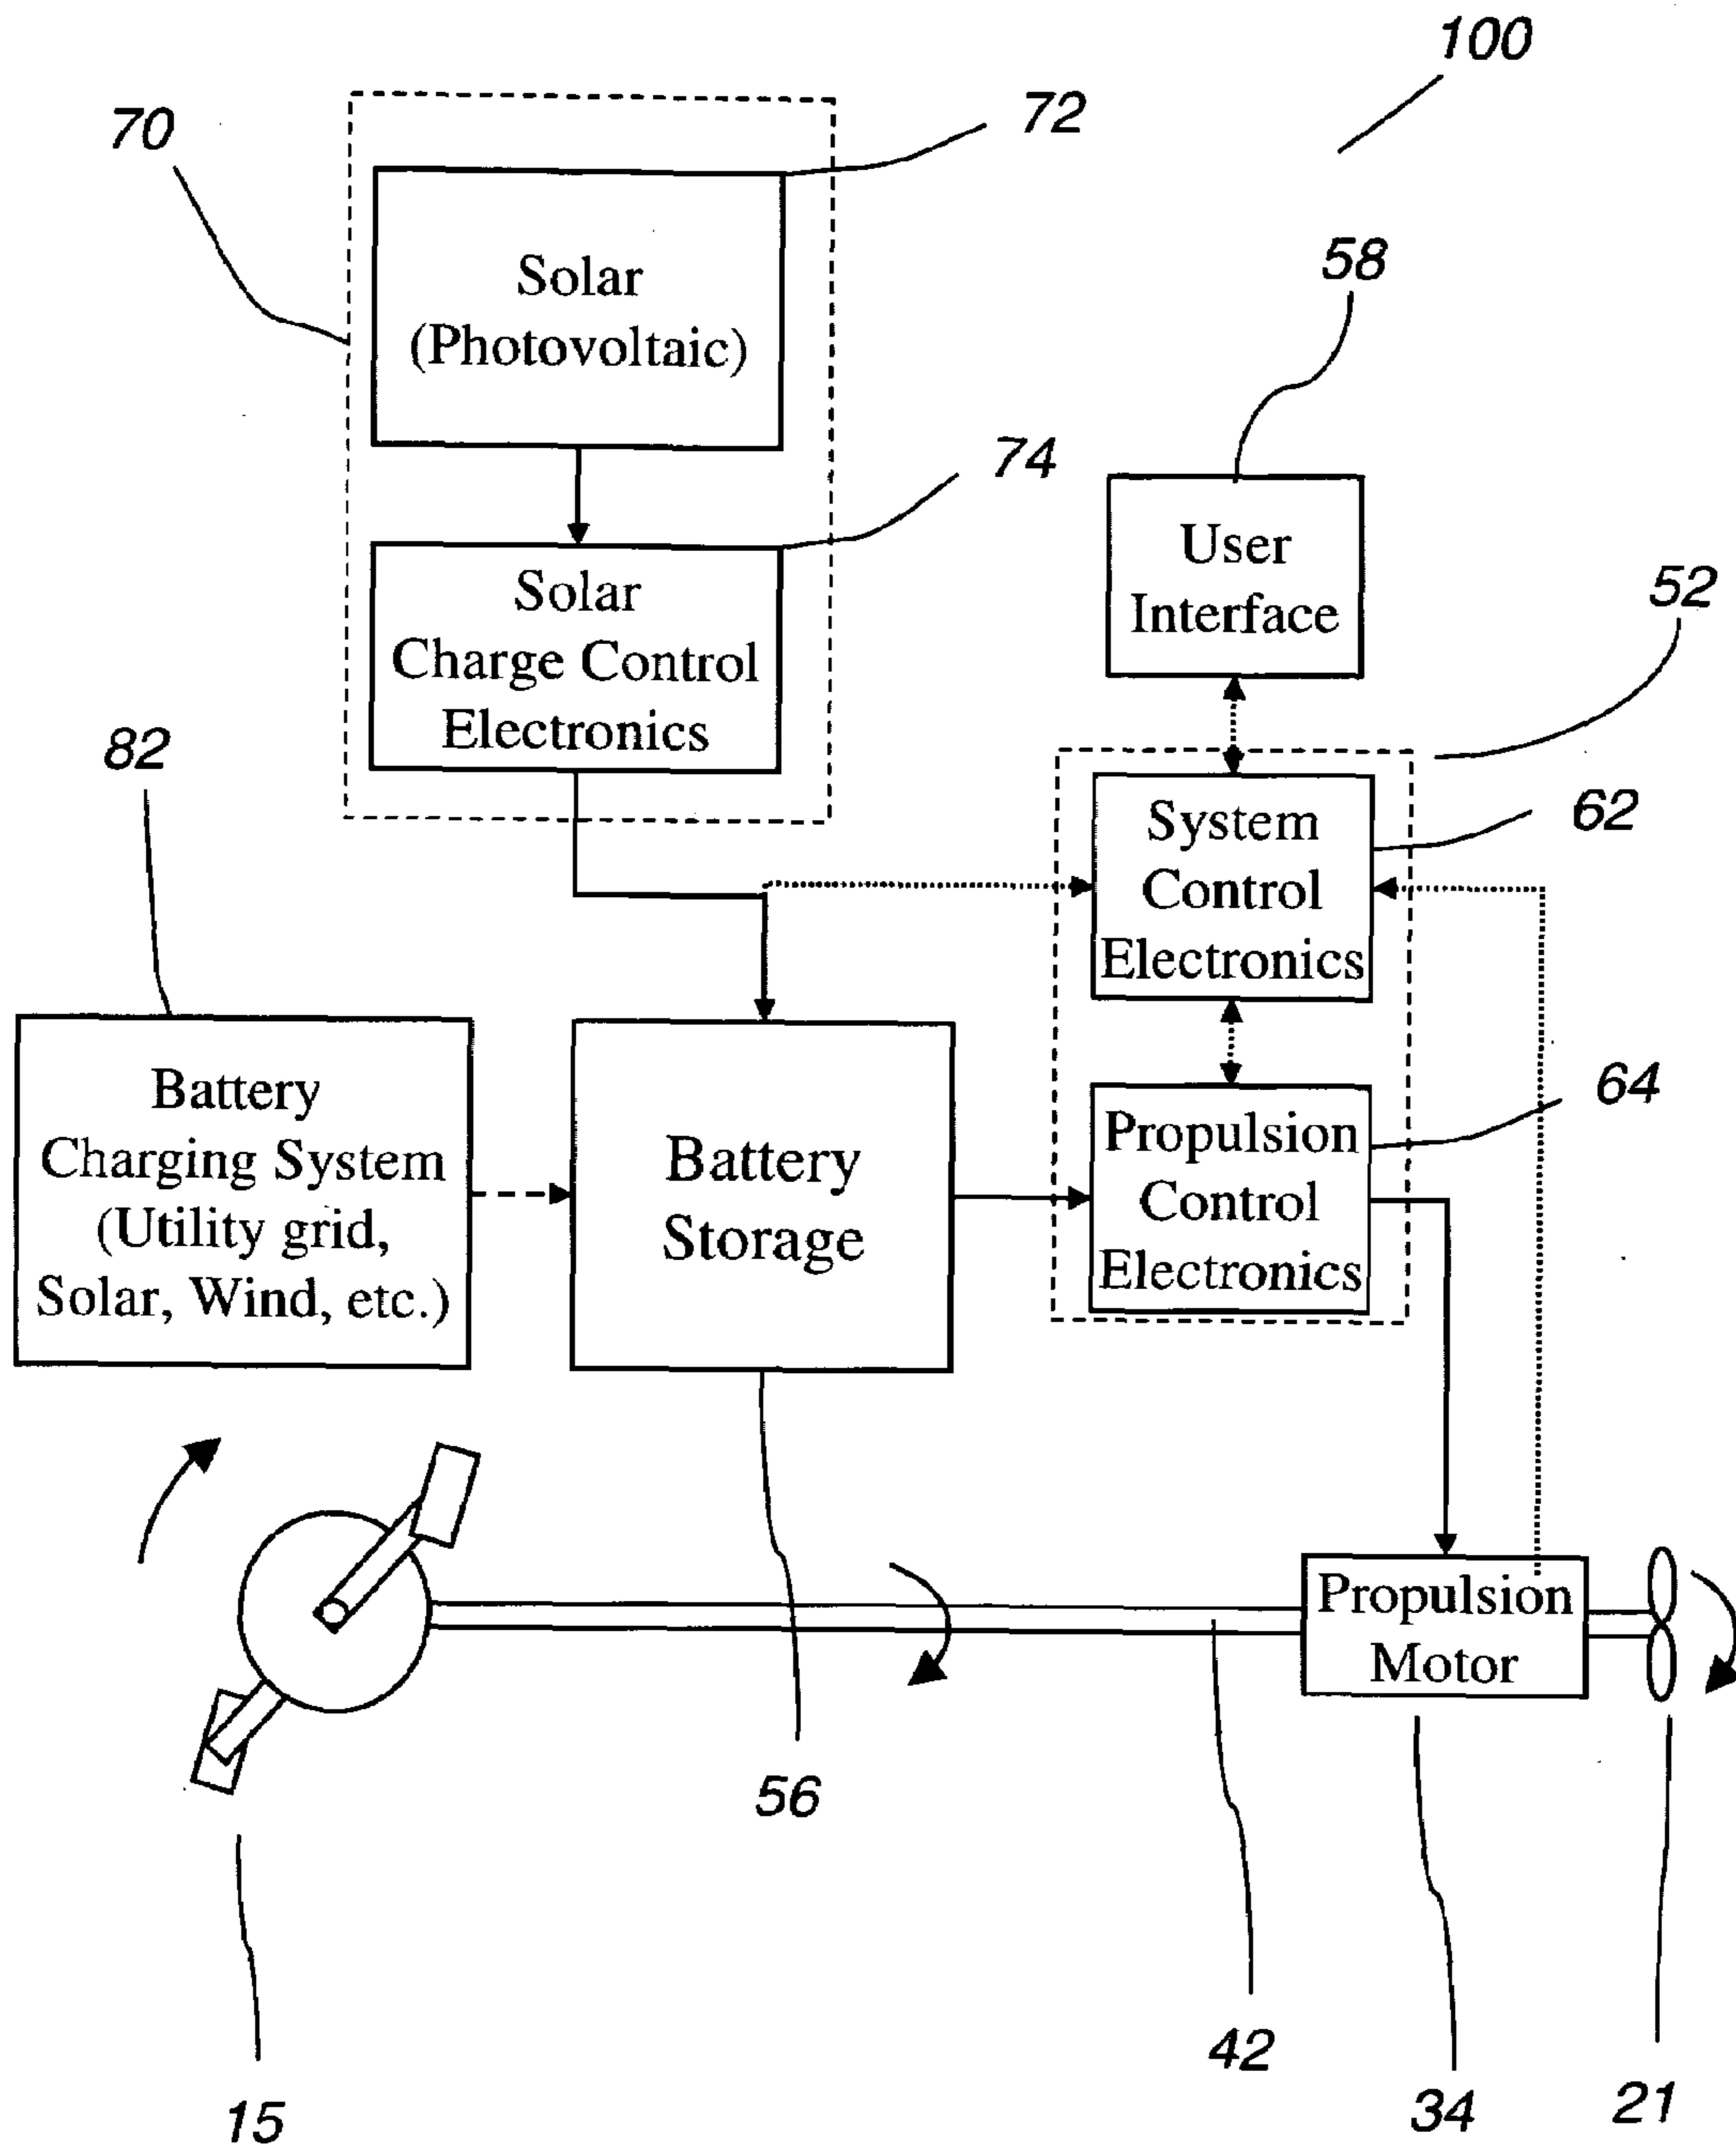 100
70
72
Solar
(Photovoltaic)
58
74
User
Interface
52
Solar
Charge Control
Electronics
82
System
Control
Electronics
62
Battery
Charging System
(Utility grid,
Solar, Wind, etc.)
Battery
Storage
Propulsion
Control
Electronics
64
Propulsion
Motor
56
42
34
21
15